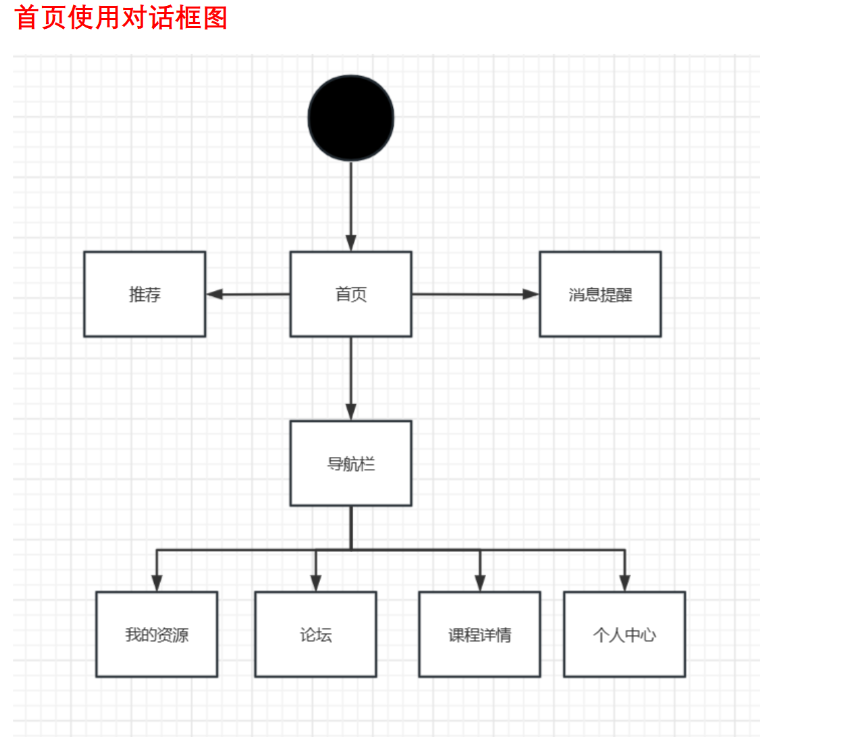 首页使用对话框图
推荐
首页
消息提醒
导航栏
我的资源
论坛
课程详情
个人中心